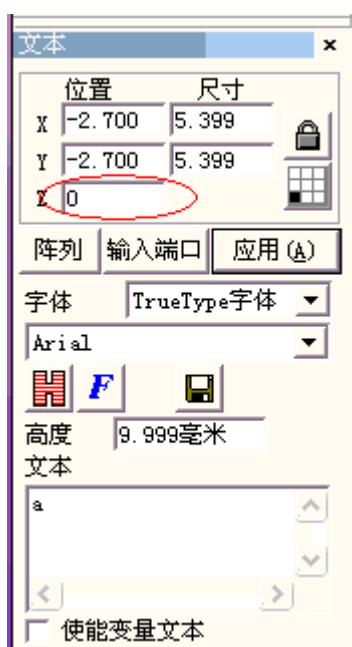 文本 ×
位置 尺寸
X -2.700 5.399
Y -2.700 5.399
Z 0
阵列 输入端口 应用(A)
字体 TrueType字体
Arial
H F
高度 9.999毫米
文本
a
使能变量文本